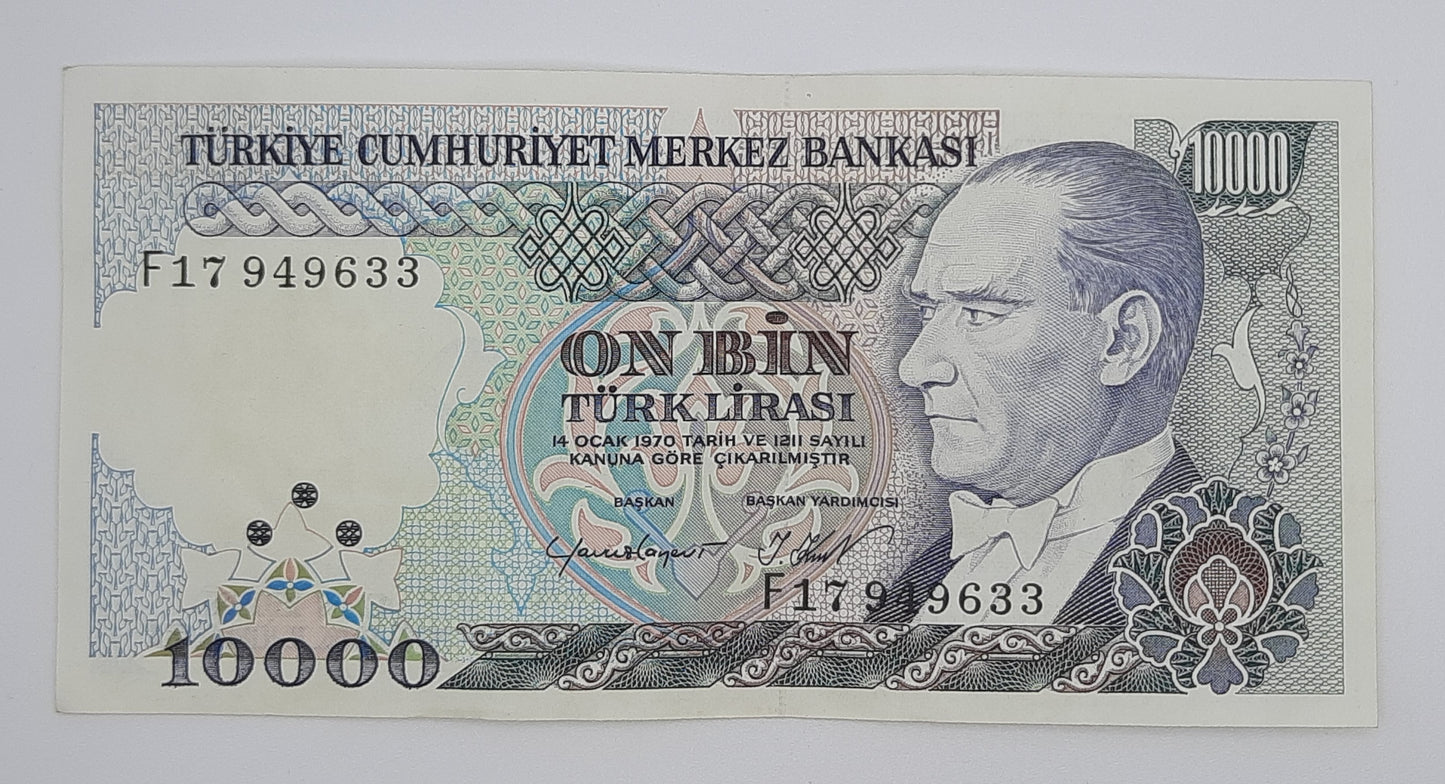 TÜRKİYE CUMHURİYET MERKEZ BANKASI
10000
F17 949633
ON BİN
TÜRK LİRASI
14 OCAK 1970 TARİH VE 1211 SAYILI
KANUNA GÖRE ÇIKARILMIŞTIR
BAŞKAN BAŞKAN YARDIMCISI
F17 949633
10000